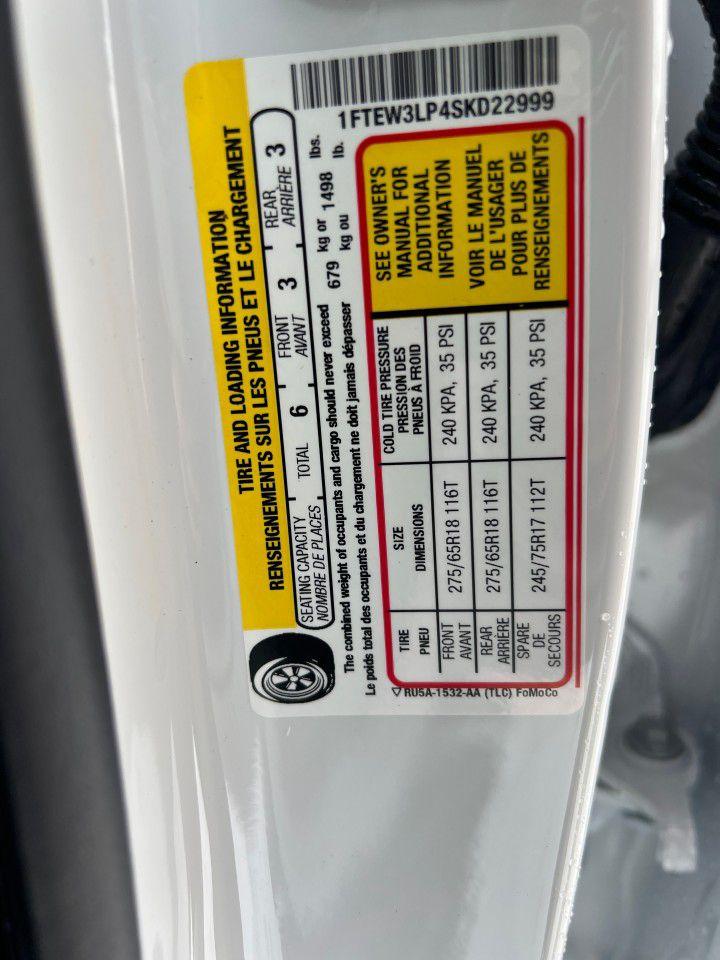 1FTEW3LP4SKD22999
TIRE AND LOADING INFORMATION
RENSEIGNEMENTS SUR LES PNEUS ET LE CHARGEMENT
SEATING CAPACITY TOTAL 6 FRONT 3 REAR 3
NOMBRE DE PLACES AVANT ARRIÈRE
The combined weight of occupants and cargo should never exceed 679 kg or 1498 lbs.
Le poids total des occupants et du chargement ne doit jamais dépasser kg ou lb.
TIRE SIZE COLD TIRE PRESSURE
PNEU DIMENSIONS PRESSION DES
PNEUS À FROID
FRONT 275/65R18 116T 240 KPA, 35 PSI
AVANT
REAR 275/65R18 116T 240 KPA, 35 PSI
ARRIÈRE
SPARE 245/75R17 112T 240 KPA, 35 PSI
DE
SECOURS
SEE OWNER'S
MANUAL FOR
ADDITIONAL
INFORMATION
VOIR LE MANUEL
DE L'USAGER
POUR PLUS DE
RENSEIGNEMENTS
RU5A-1532-AA (TLC) FoMoCo